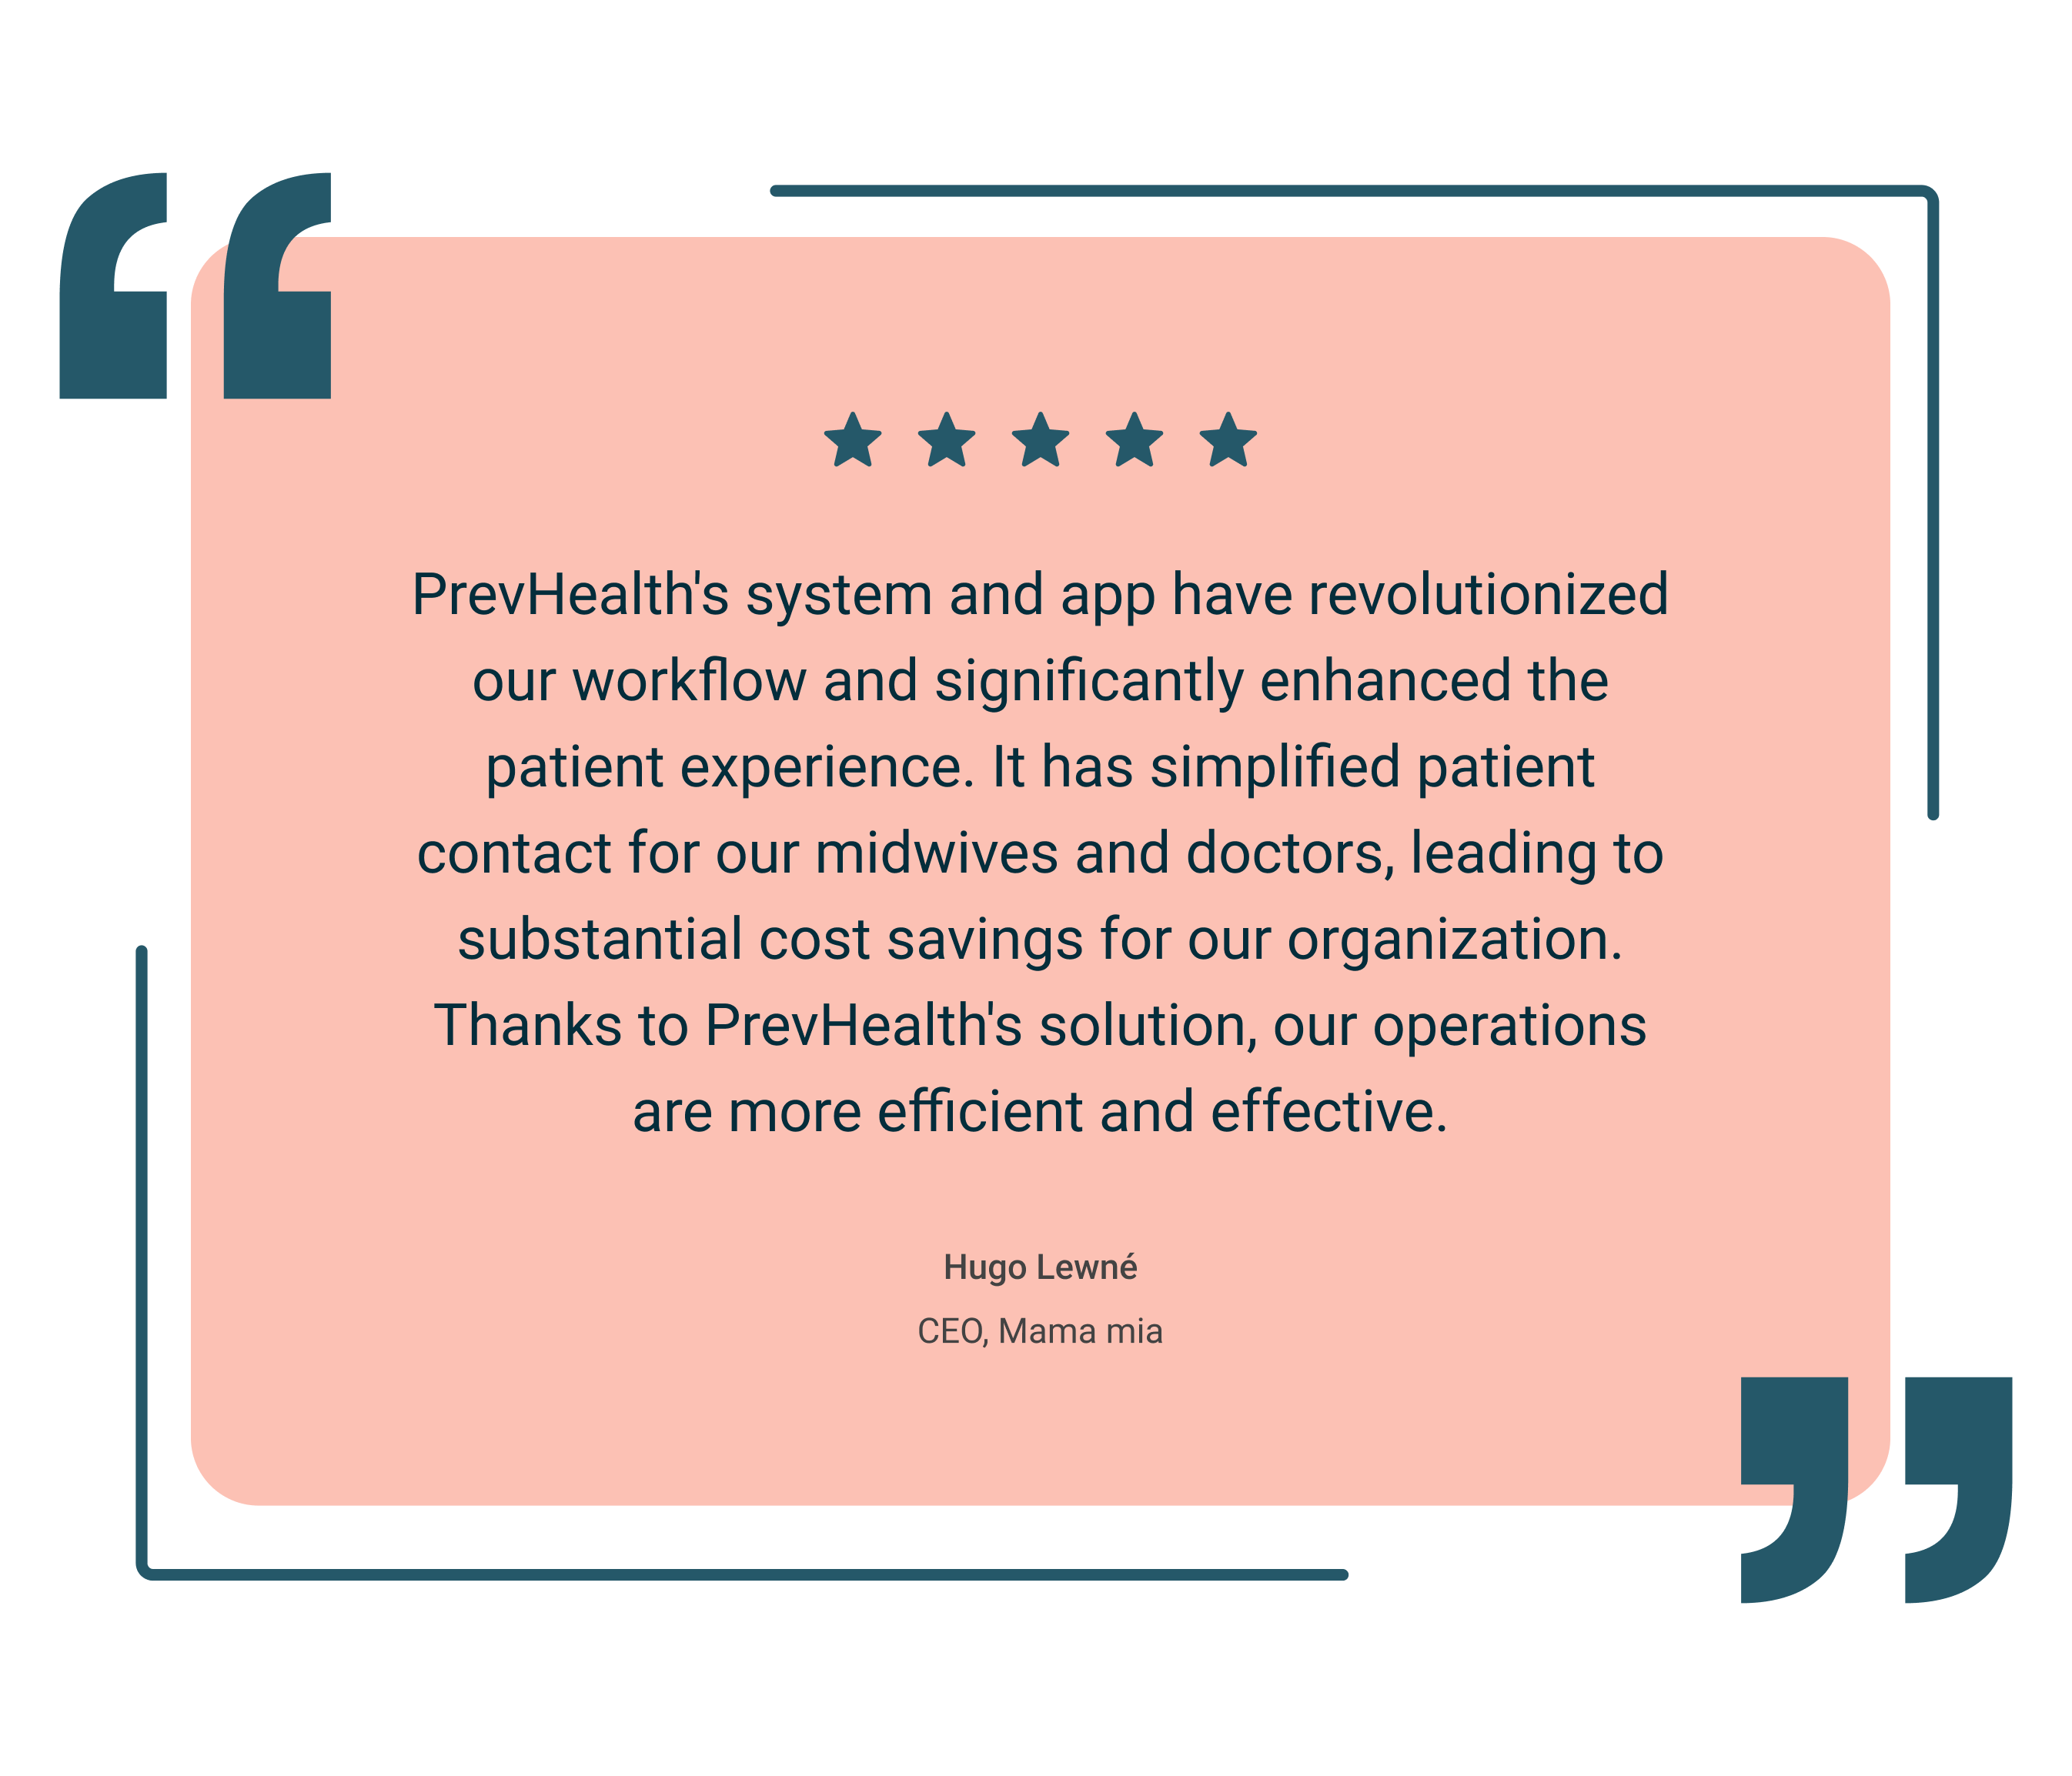 PrevHealth's system and app have revolutionized
our workflow and significantly enhanced the
patient experience. It has simplified patient
contact for our midwives and doctors, leading to
substantial cost savings for our organization.
Thanks to PrevHealth's solution, our operations
are more efficient and effective.
Hugo Lewné
CEO, Mama mia